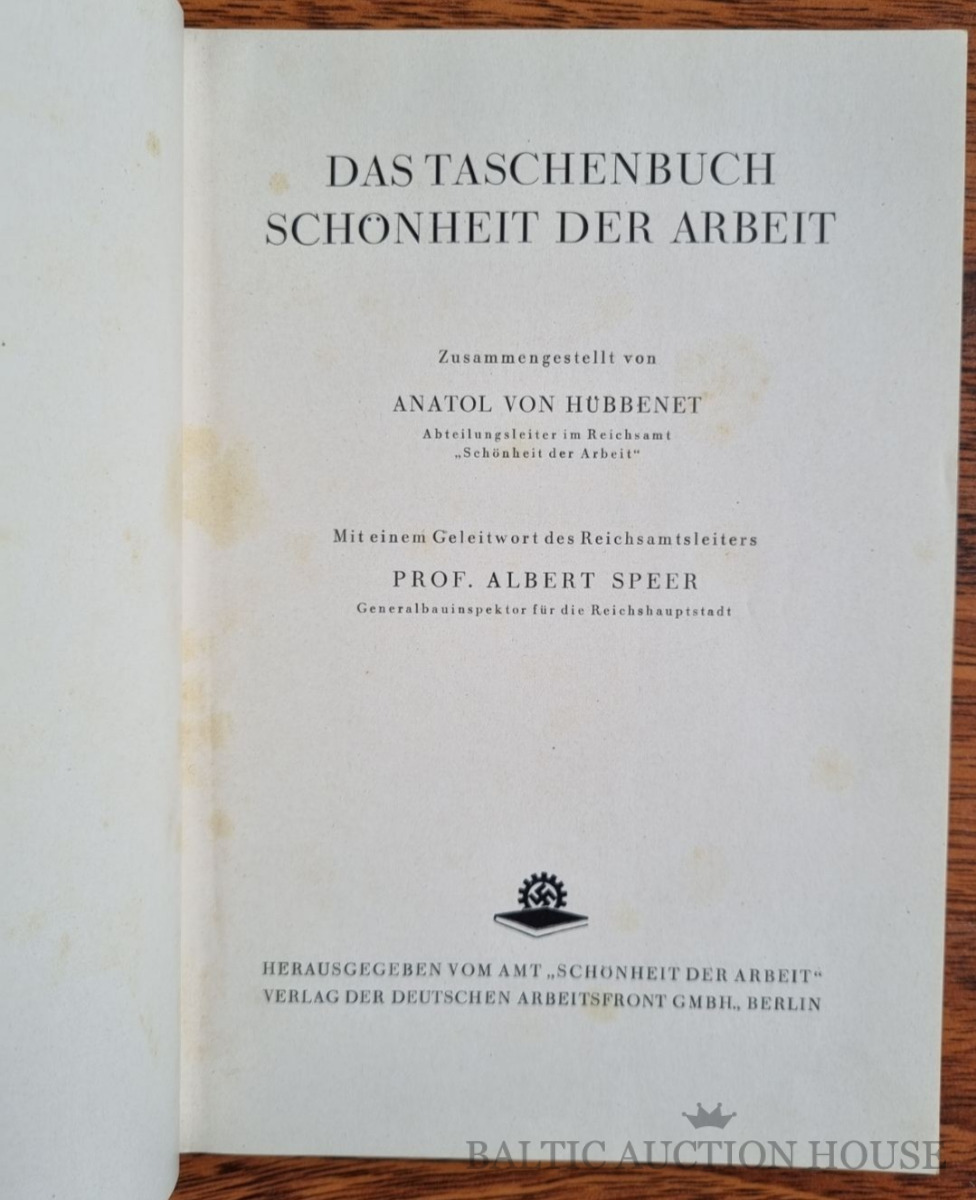 DAS TASCHENBUCH
SCHÖNHEIT DER ARBEIT
Zusammengestellt von
ANATOL VON HÜBBENET
Abteilungsleiter im Reichsamt
„Schönheit der Arbeit“
Mit einem Geleitwort des Reichsamtsleiters
PROF. ALBERT SPEER
Generalbauinspektor für die Reichshauptstadt
HERAUSGEGEBEN VOM AMT „SCHÖNHEIT DER ARBEIT“
VERLAG DER DEUTSCHEN ARBEITSFRONT GMBH., BERLIN
BALTIC AUCTION HOUSE